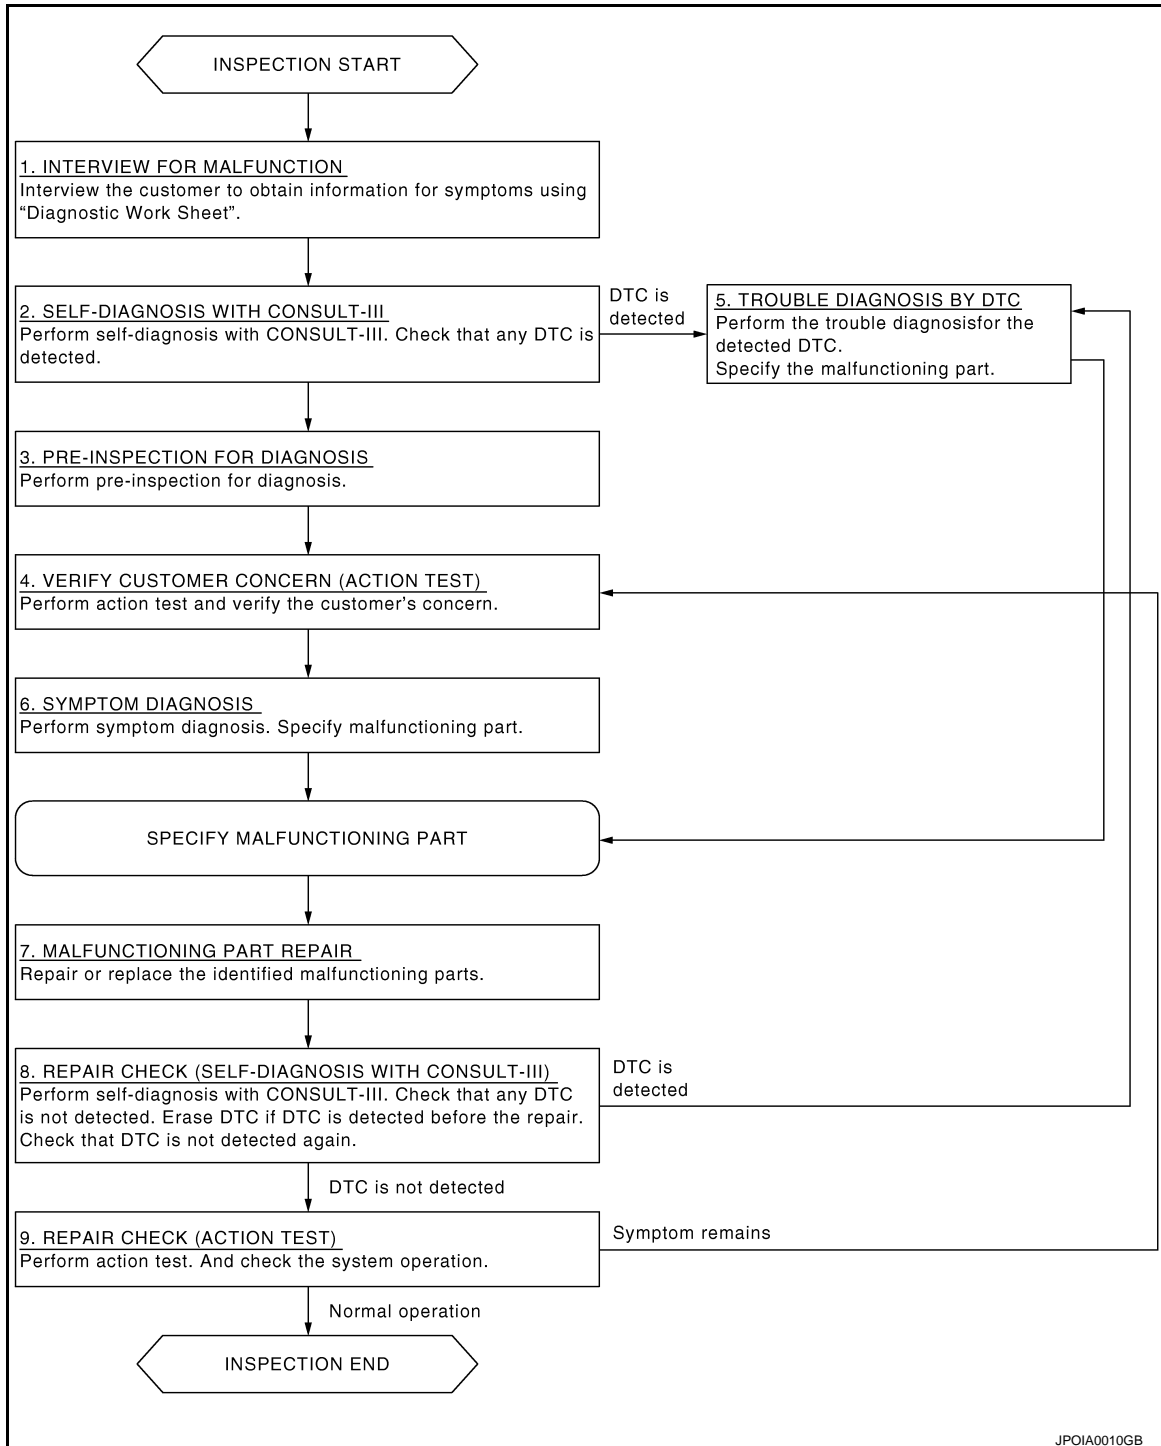 INSPECTION START
1. INTERVIEW FOR MALFUNCTION
Interview the customer to obtain information for symptoms using
“Diagnostic Work Sheet”.
2. SELF-DIAGNOSIS WITH CONSULT-III
Perform self-diagnosis with CONSULT-III. Check that any DTC is
detected.
DTC is
detected
5. TROUBLE DIAGNOSIS BY DTC
Perform the trouble diagnosisfor the
detected DTC.
Specify the malfunctioning part.
3. PRE-INSPECTION FOR DIAGNOSIS
Perform pre-inspection for diagnosis.
4. VERIFY CUSTOMER CONCERN (ACTION TEST)
Perform action test and verify the customer’s concern.
6. SYMPTOM DIAGNOSIS
Perform symptom diagnosis. Specify malfunctioning part.
SPECIFY MALFUNCTIONING PART
7. MALFUNCTIONING PART REPAIR
Repair or replace the identified malfunctioning parts.
8. REPAIR CHECK (SELF-DIAGNOSIS WITH CONSULT-III)
Perform self-diagnosis with CONSULT-III. Check that any DTC
is not detected. Erase DTC if DTC is detected before the repair.
Check that DTC is not detected again.
DTC is
detected
DTC is not detected
9. REPAIR CHECK (ACTION TEST)
Perform action test. And check the system operation.
Symptom remains
Normal operation
INSPECTION END
JPOIA0010GB